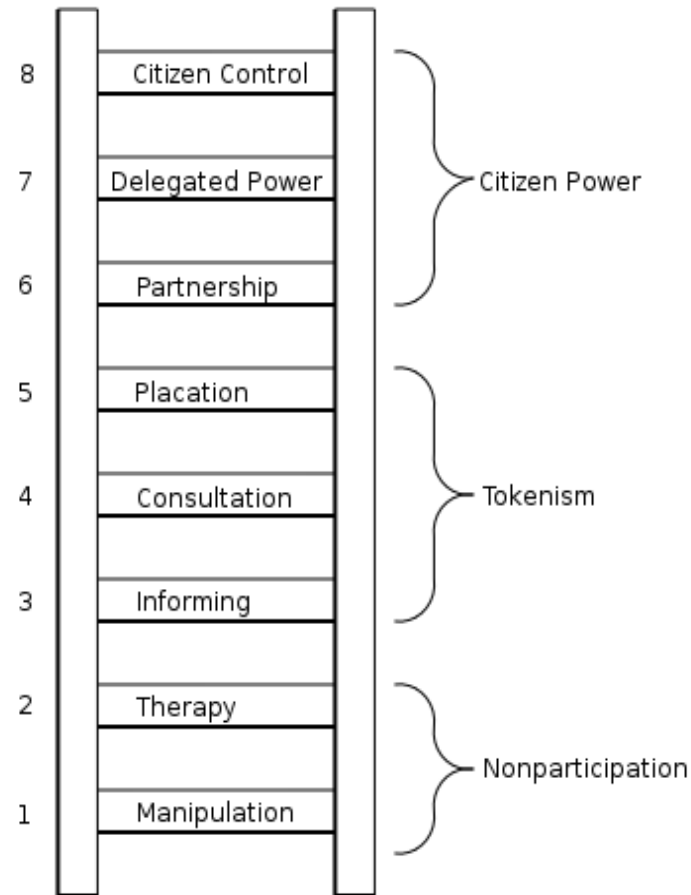 8 Citizen Control
7 Delegated Power Citizen Power
6 Partnership
5 Placation
4 Consultation Tokenism
3 Informing
2 Therapy
Nonparticipation
1 Manipulation